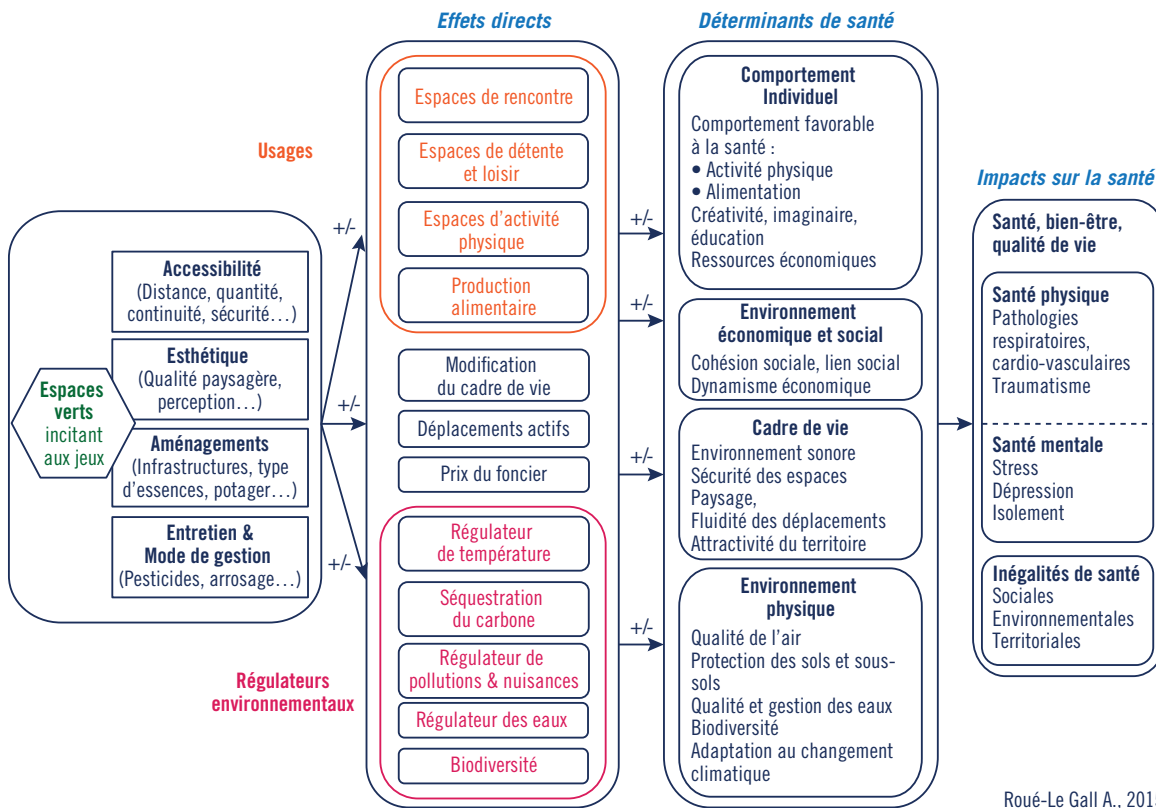 Effets directs
Déterminants de santé
Impacts sur la santé
Usages
Régulateurs
environnementaux
Espaces
verts
incitant
aux jeux
Accessibilité
(Distance, quantité,
continuité, sécurité…)
Esthétique
(Qualité paysagère,
perception…)
Aménagements
(Infrastructures, type
d’essences, potager…)
Entretien &
Mode de gestion
(Pesticides, arrosage…)
+/-
+/-
+/-
Espaces de rencontre
Espaces de détente
et loisir
Espaces d’activité
physique
Production
alimentaire
Modification
du cadre de vie
Déplacements actifs
Prix du foncier
Régulateur
de température
Séquestration
du carbone
Régulateur de
pollutions & nuisances
Régulateur des eaux
Biodiversité
+/-
+/-
+/-
+/-
Comportement
Individuel
Comportement favorable
à la santé :
• Activité physique
• Alimentation
Créativité, imaginaire,
éducation
Ressources économiques
Environnement
économique et social
Cohésion sociale, lien social
Dynamisme économique
Cadre de vie
Environnement sonore
Sécurité des espaces
Paysage,
Fluidité des déplacements
Attractivité du territoire
Environnement
physique
Qualité de l’air
Protection des sols et sous-
sols
Qualité et gestion des eaux
Biodiversité
Adaptation au changement
climatique
Santé, bien-être,
qualité de vie
Santé physique
Pathologies
respiratoires,
cardio-vasculaires
Traumatisme
Santé mentale
Stress
Dépression
Isolement
Inégalités de santé
Sociales
Environnementales
Territoriales
Roué-Le Gall A.,